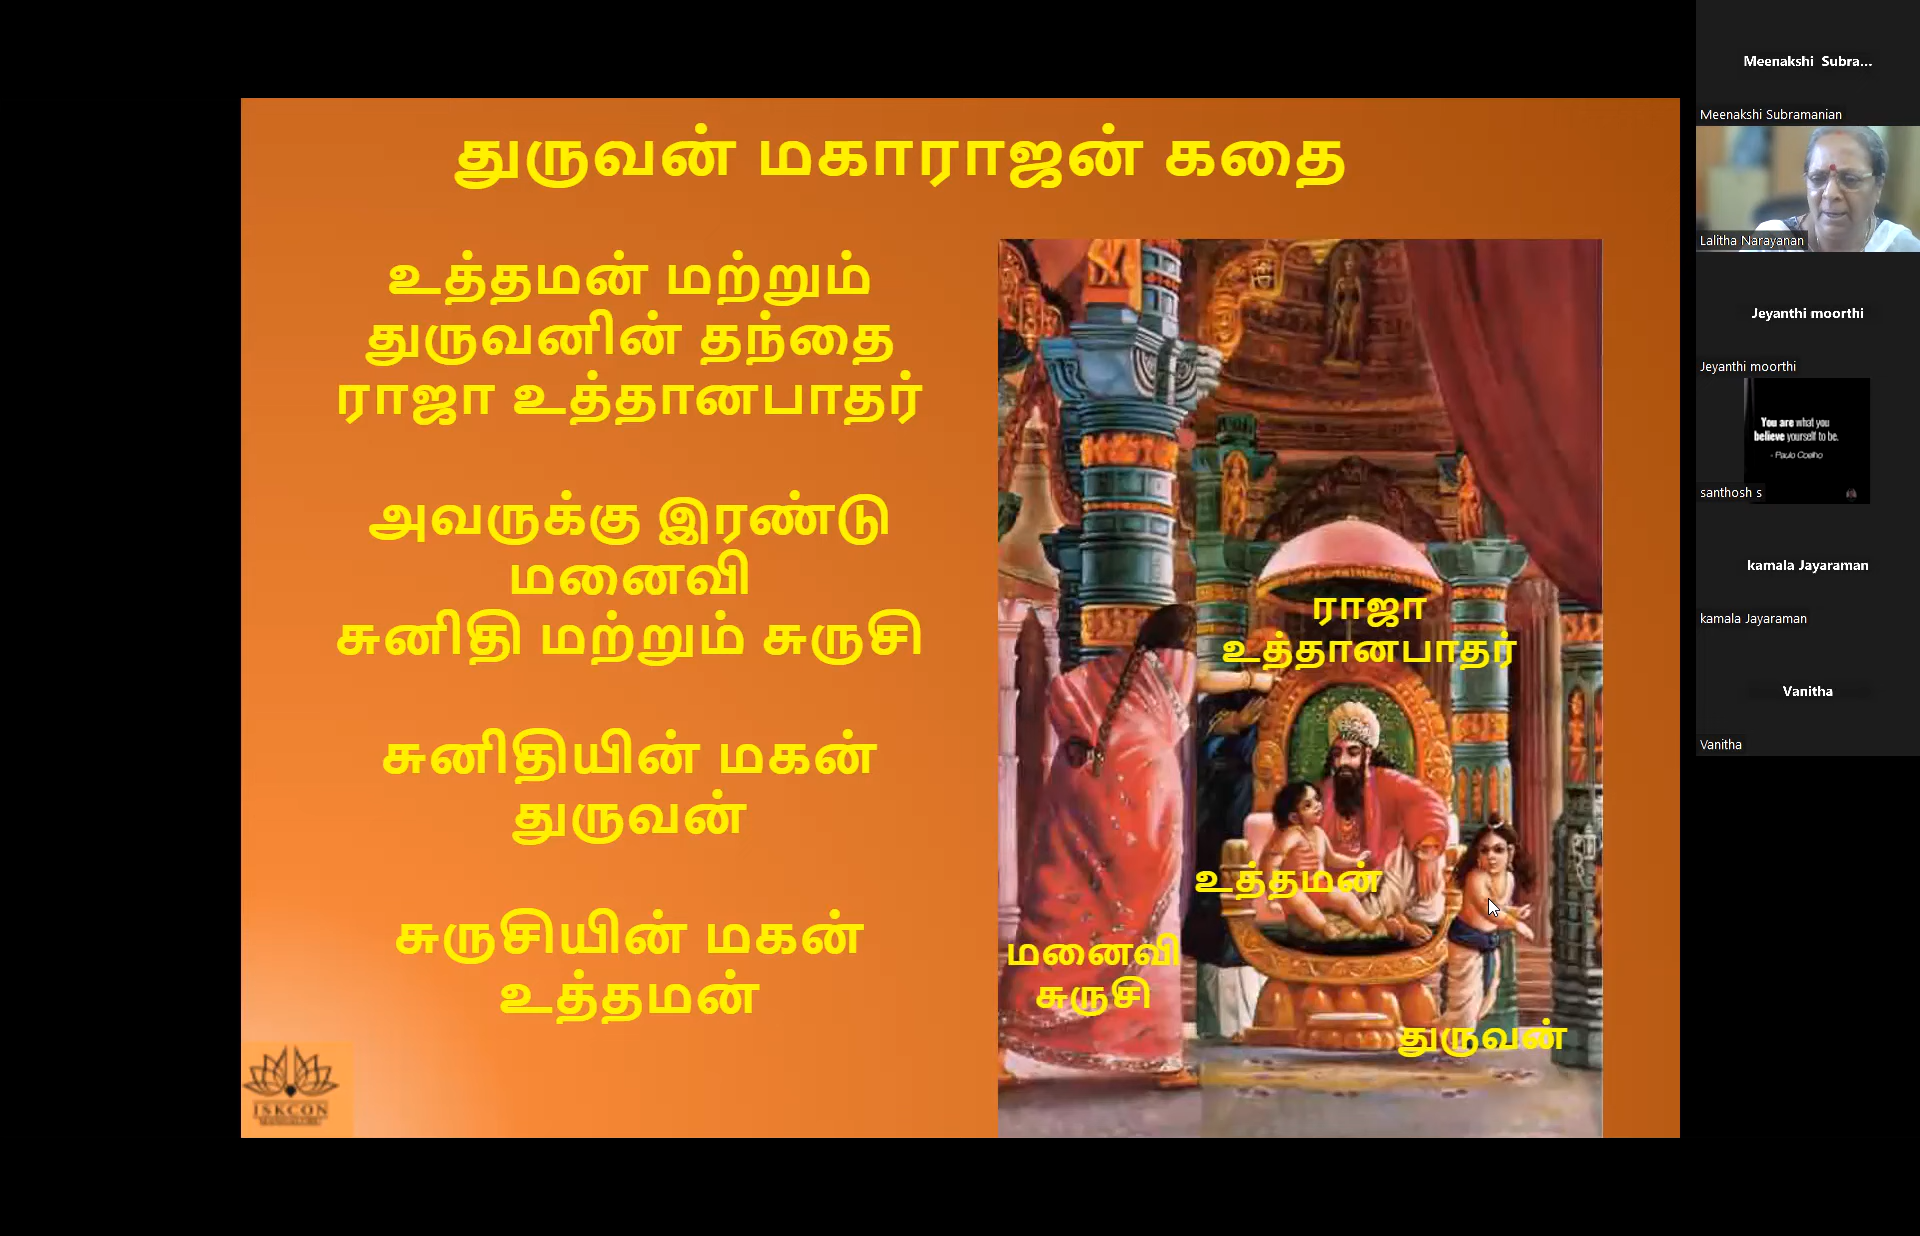 துருவன் மகாராஜன் கதை
உத்தமன் மற்றும்
துருவனின் தந்தை
ராஜா உத்தானபாதர்
அவருக்கு இரண்டு
மனைவி
சுனிதி மற்றும் சுருசி
சுனிதியின் மகன்
துருவன்
சுருசியின் மகன்
உத்தமன்
ராஜா
உத்தானபாதர்
உத்தமன்
மனைவி
சுருசி
துருவன்
ISKCON
Meenakshi Subra...
Meenakshi Subramanian
Lalitha Narayanan
Jeyanthi moorthi
Jeyanthi moorthi
You are what you
believe yourself to be.
- Paulo Coelho
santhosh s
kamala Jayaraman
kamala Jayaraman
Vanitha
Vanitha